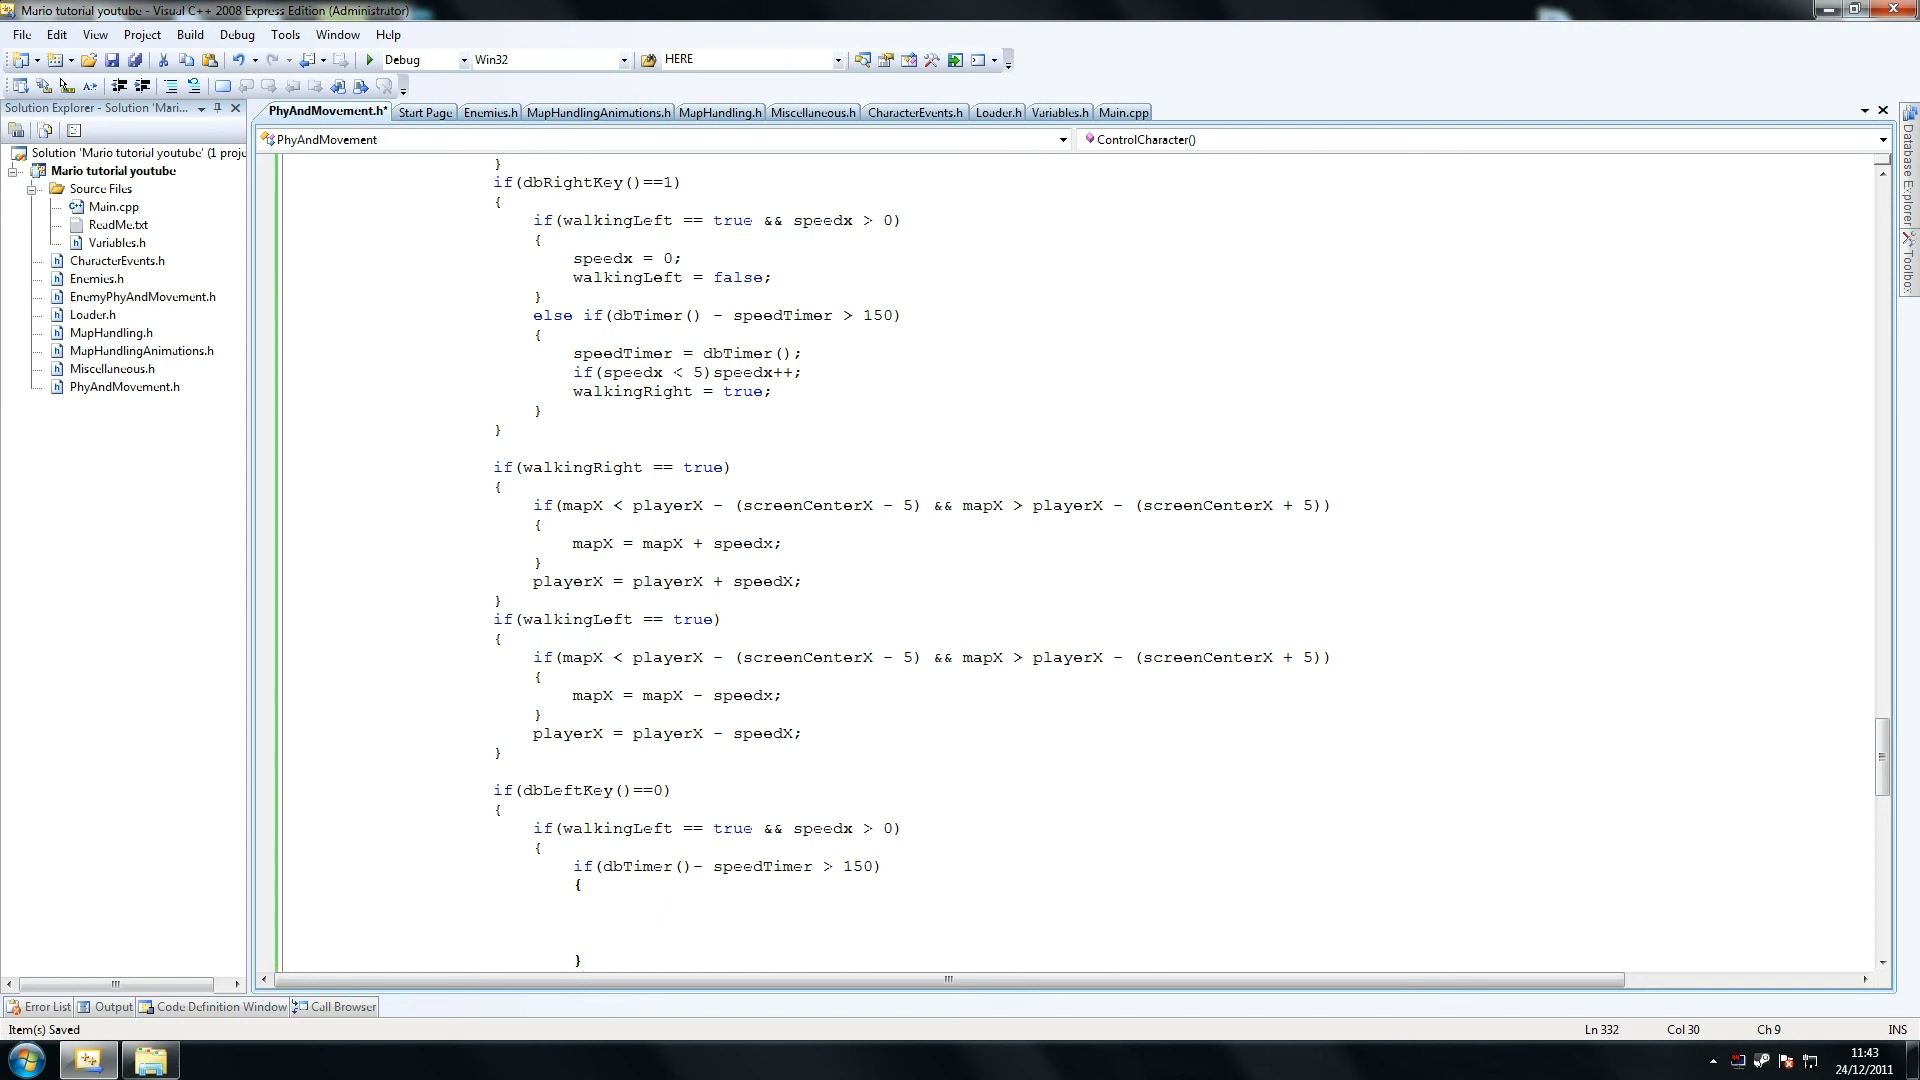 Mario tutorial youtube - Visual C++ 2008 Express Edition (Administrator)
File Edit View Project Build Debug Tools Window Help
Debug Win32 HERE
Solution Explorer - Solution 'Mari...
PhyAndMovement.h* Start Page Enemies.h MapHandlingAnimations.h MapHandling.h Miscellaneous.h CharacterEvents.h Loader.h Variables.h Main.cpp
PhyAndMovement ControlCharacter()
Solution 'Mario tutorial youtube' (1 proje
Mario tutorial youtube
Source Files
Main.cpp
ReadMe.txt
Variables.h
CharacterEvents.h
Enemies.h
EnemyPhyAndMovement.h
Loader.h
MapHandling.h
MapHandlingAnimations.h
Miscellaneous.h
PhyAndMovement.h
}
if(dbRightKey()==1)
{
if(walkingLeft == true && speedx > 0)
{
speedx = 0;
walkingLeft = false;
}
else if(dbTimer() - speedTimer > 150)
{
speedTimer = dbTimer();
if(speedx < 5)speedx++;
walkingRight = true;
}
}
if(walkingRight == true)
{
if(mapX < playerX - (screenCenterX - 5) && mapX > playerX - (screenCenterX + 5))
{
mapX = mapX + speedx;
}
playerX = playerX + speedX;
}
if(walkingLeft == true)
{
if(mapX < playerX - (screenCenterX - 5) && mapX > playerX - (screenCenterX + 5))
{
mapX = mapX - speedx;
}
playerX = playerX - speedX;
}
if(dbLeftKey()==0)
{
if(walkingLeft == true && speedx > 0)
{
if(dbTimer()- speedTimer > 150)
{
}
Database Explorer
Toolbox
Error List Output Code Definition Window Call Browser
Item(s) Saved Ln 332 Col 30 Ch 9 INS
11:43
24/12/2011